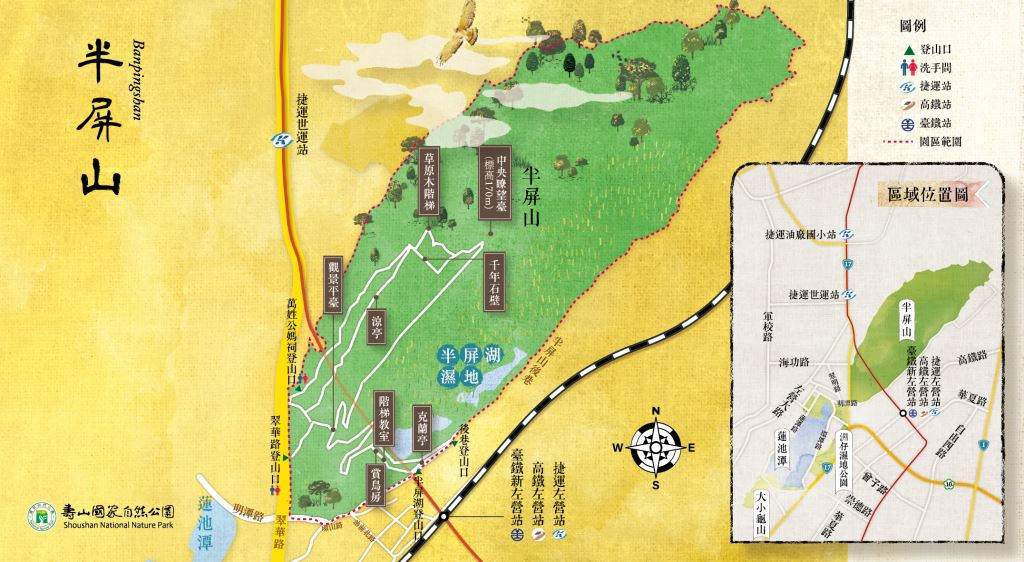 半屏山
Banpingshan
捷運世運站
草原木階梯
中央瞭望臺
(標高170m)
半屏山
觀景平臺
涼亭
千年石壁
萬姓公媽祠登山口
半屏湖
濕地
半屏山後巷
階梯教室
克蘭亭
賞鳥房
翠華路登山口
後巷登山口
半屏湖登山口
翠華路
明潭路
蓮池潭
捷運左營站
高鐵左營站
臺鐵新左營站
N
W
E
S
壽山國家自然公園
Shoushan National Nature Park
圖例
登山口
洗手間
捷運站
高鐵站
臺鐵站
園區範圍
區域位置圖
捷運油廠國小站
17
捷運世運站
半屏山
軍校路
海功路
翠明路
明潭路
左營大路
蓮池潭
洲仔濕地公園
17
捷運左營站
高鐵左營站
臺鐵新左營站
高鐵路
華夏路
自由四路
1
10
曾子路
崇德路
華夏路
大小龜山